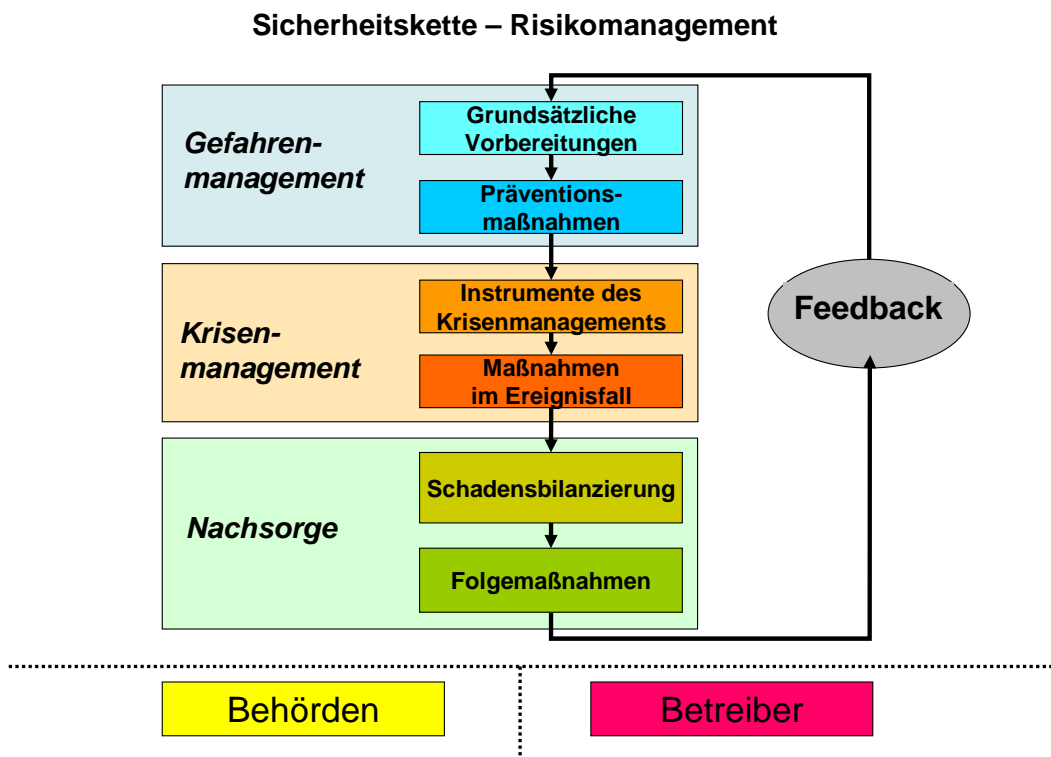 Sicherheitskette – Risikomanagement
Gefahren-
management
Grundsätzliche
Vorbereitungen
Präventions-
maßnahmen
Krisen-
management
Instrumente des
Krisenmanagements
Maßnahmen
im Ereignisfall
Feedback
Nachsorge
Schadensbilanzierung
Folgemaßnahmen
Behörden
Betreiber